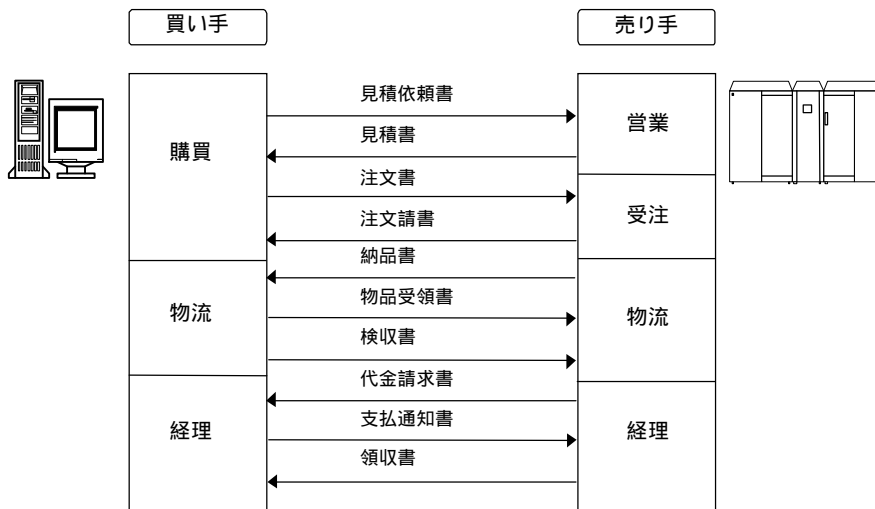 買い手
売り手
見積依頼書
営業
見積書
購買
注文書
受注
注文請書
納品書
物流
物品受領書
物流
検収書
代金請求書
経理
支払通知書
経理
領収書